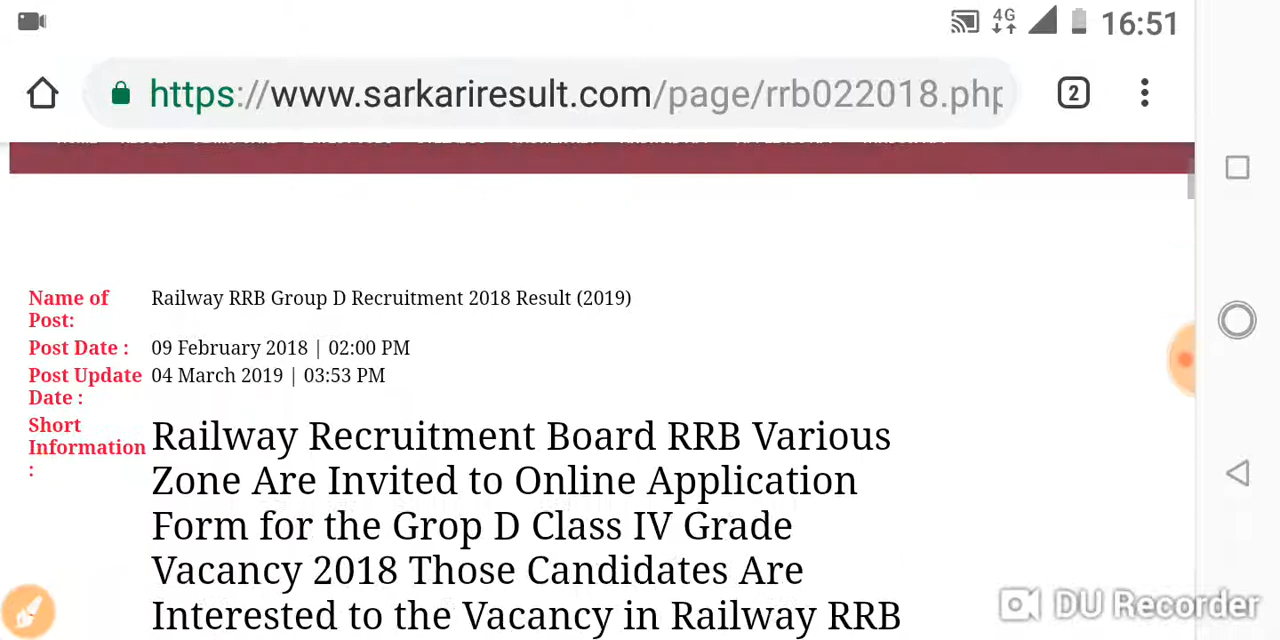 4G
16:51
https://www.sarkariresult.com/page/rrb022018.php
2
Name of Post: Railway RRB Group D Recruitment 2018 Result (2019)
Post Date : 09 February 2018 | 02:00 PM
Post Update Date : 04 March 2019 | 03:53 PM
Short Information : Railway Recruitment Board RRB Various
Zone Are Invited to Online Application
Form for the Grop D Class IV Grade
Vacancy 2018 Those Candidates Are
Interested to the Vacancy in Railway RRB
DU Recorder